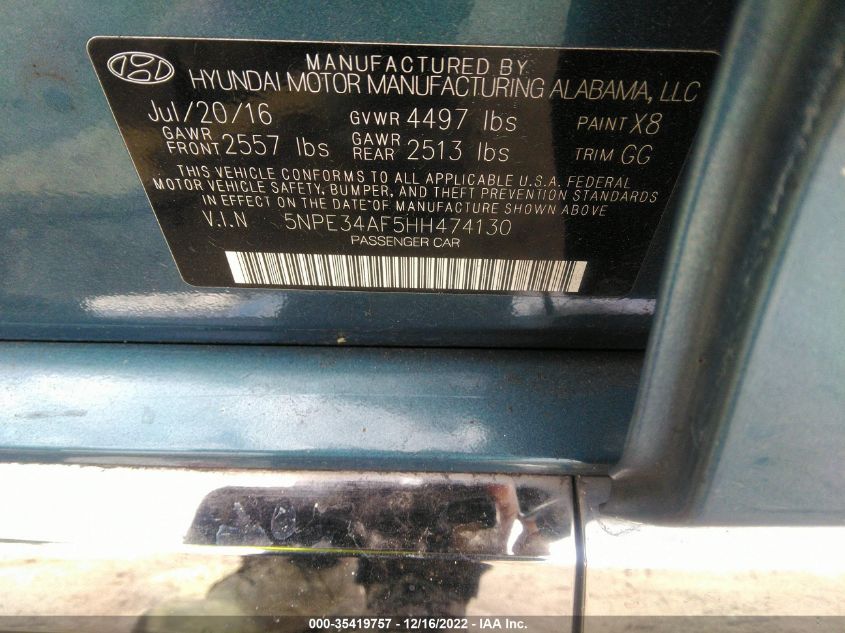 MANUFACTURED BY
HYUNDAI MOTOR MANUFACTURING ALABAMA, LLC
Jul/20/16 GVWR 4497 lbs PAINT X8
GAWR FRONT 2557 lbs GAWR REAR 2513 lbs TRIM GG
THIS VEHICLE CONFORMS TO ALL APPLICABLE U.S.A. FEDERAL
MOTOR VEHICLE SAFETY, BUMPER, AND THEFT PREVENTION STANDARDS
IN EFFECT ON THE DATE OF MANUFACTURE SHOWN ABOVE.
V.I.N 5NPE34AF5HH474130
PASSENGER CAR
000-35419757 - 12/16/2022 - IAA Inc.